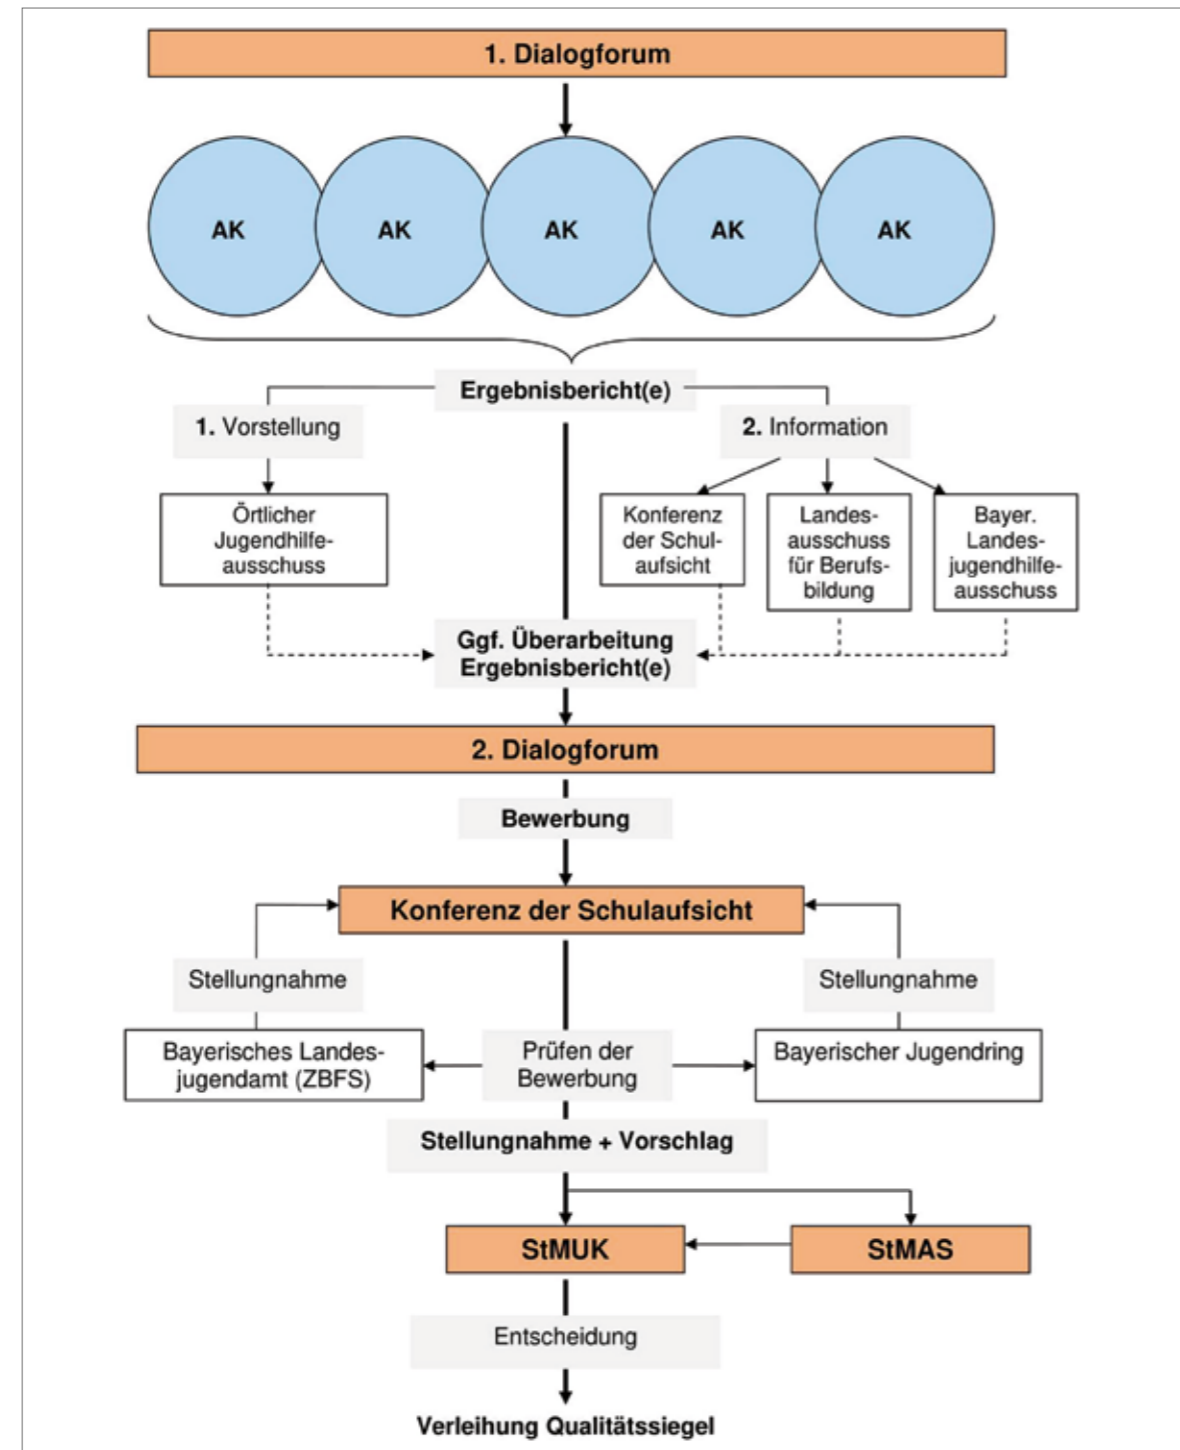 1. Dialogforum
AK
AK
AK
AK
AK
Ergebnisbericht(e)
1. Vorstellung
2. Information
Örtlicher
Jugendhilfe-
ausschuss
Konferenz
der Schul-
aufsicht
Landes-
ausschuss
für Berufs-
bildung
Bayer.
Landes-
jugendhilfe-
ausschuss
Ggf. Überarbeitung
Ergebnisbericht(e)
2. Dialogforum
Bewerbung
Konferenz der Schulaufsicht
Stellungnahme
Stellungnahme
Bayerisches Landes-
jugendamt (ZBFS)
Prüfen der
Bewerbung
Bayerischer Jugendring
Stellungnahme + Vorschlag
StMUK
StMAS
Entscheidung
Verleihung Qualitätssiegel